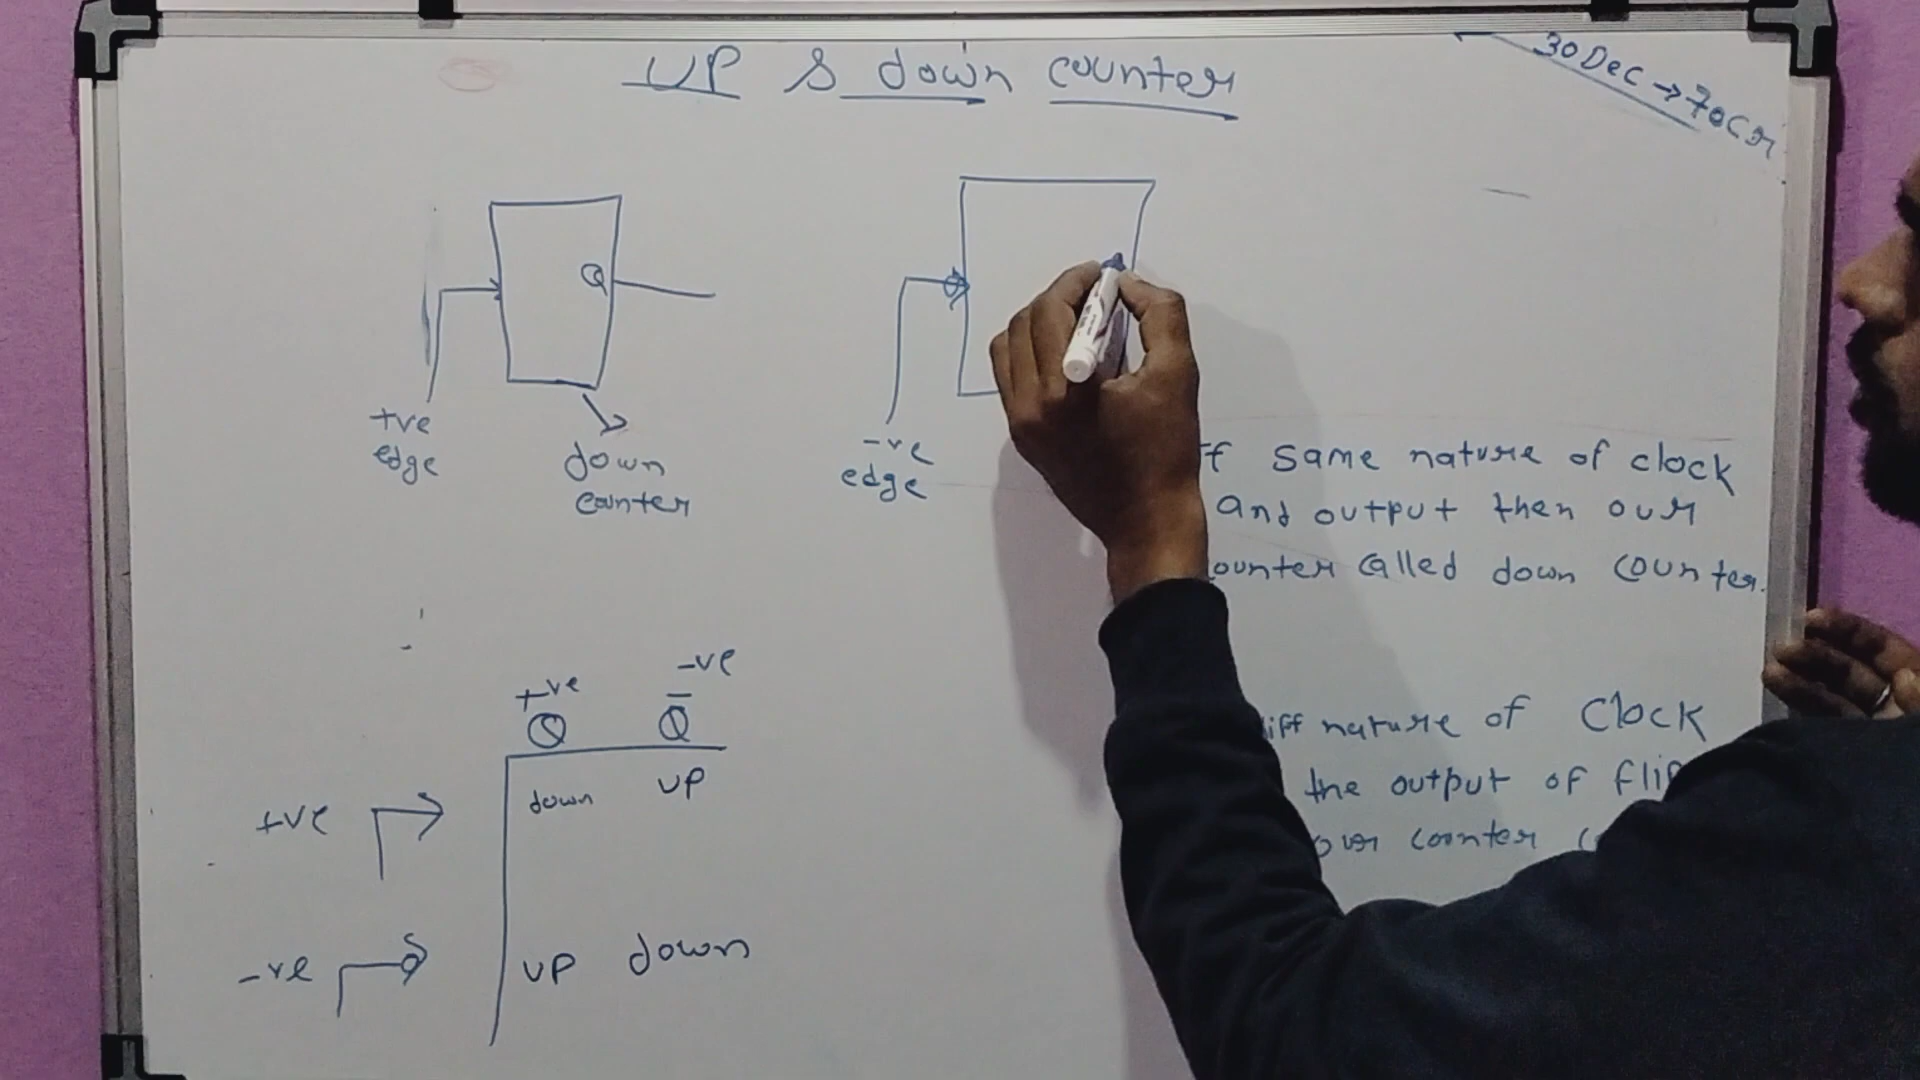 UP & down counter
30 Dec → 7 oct
Q
+ve
edge
down
counter
-ve
edge
f same nature of clock
and output then our
ounter called down counter.
+ve
Q
-ve
Q̅
+ve
down UP
-ve
UP down
iff nature of Clock
the output of flip
our counter